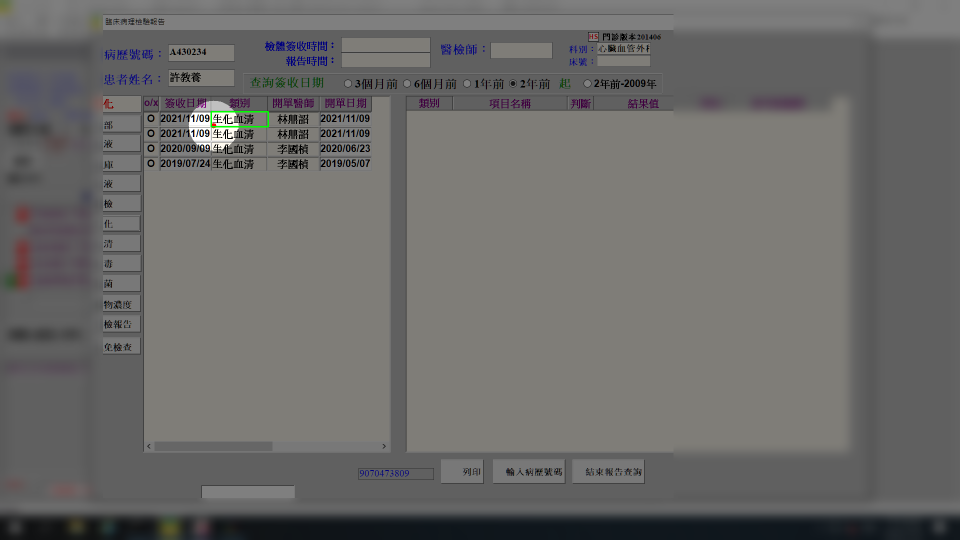 臨床病理檢驗報告
HS 門診版本201406
病歷號碼： A430234 檢體簽收時間： 醫檢師： 科別： 心臟血管外科
報告時間： 床號：
患者姓名： 許教養 查詢簽收日期 3個月前 6個月前 1年前 2年前 起 2年前-2009年
化
部
液
庫
液
檢
化
清
毒
菌
物濃度
檢報告
免檢查
o/x 簽收日期 類別 開單醫師 開單日期
O 2021/11/09 生化血清 林鼎韶 2021/11/09
O 2021/11/09 生化血清 林鼎韶 2021/11/09
O 2020/09/09 生化血清 李國楨 2020/06/23
O 2019/07/24 生化血清 李國楨 2019/05/07
類別 項目名稱 判斷 結果值
9070473809 列印 輸入病歷號碼 結束報告查詢